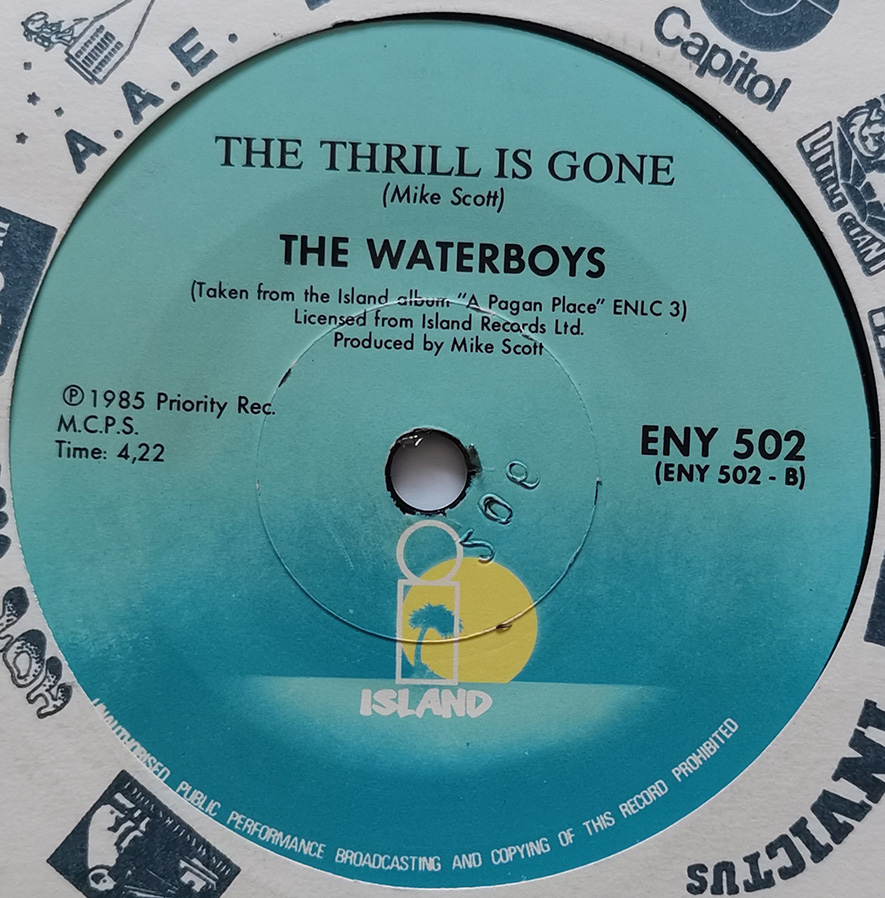 A.A.E.
Capitol
THE THRILL IS GONE
(Mike Scott)
THE WATERBOYS
(Taken from the Island album "A Pagan Place" ENLC 3)
Licensed from Island Records Ltd.
Produced by Mike Scott
Ⓟ 1985 Priority Rec.
M.C.P.S.
Time: 4,22
ENY 502
(ENY 502 - B)
ISLAND
UNAUTHORISED PUBLIC PERFORMANCE BROADCASTING AND COPYING OF THIS RECORD PROHIBITED
INVICTUS
HOT